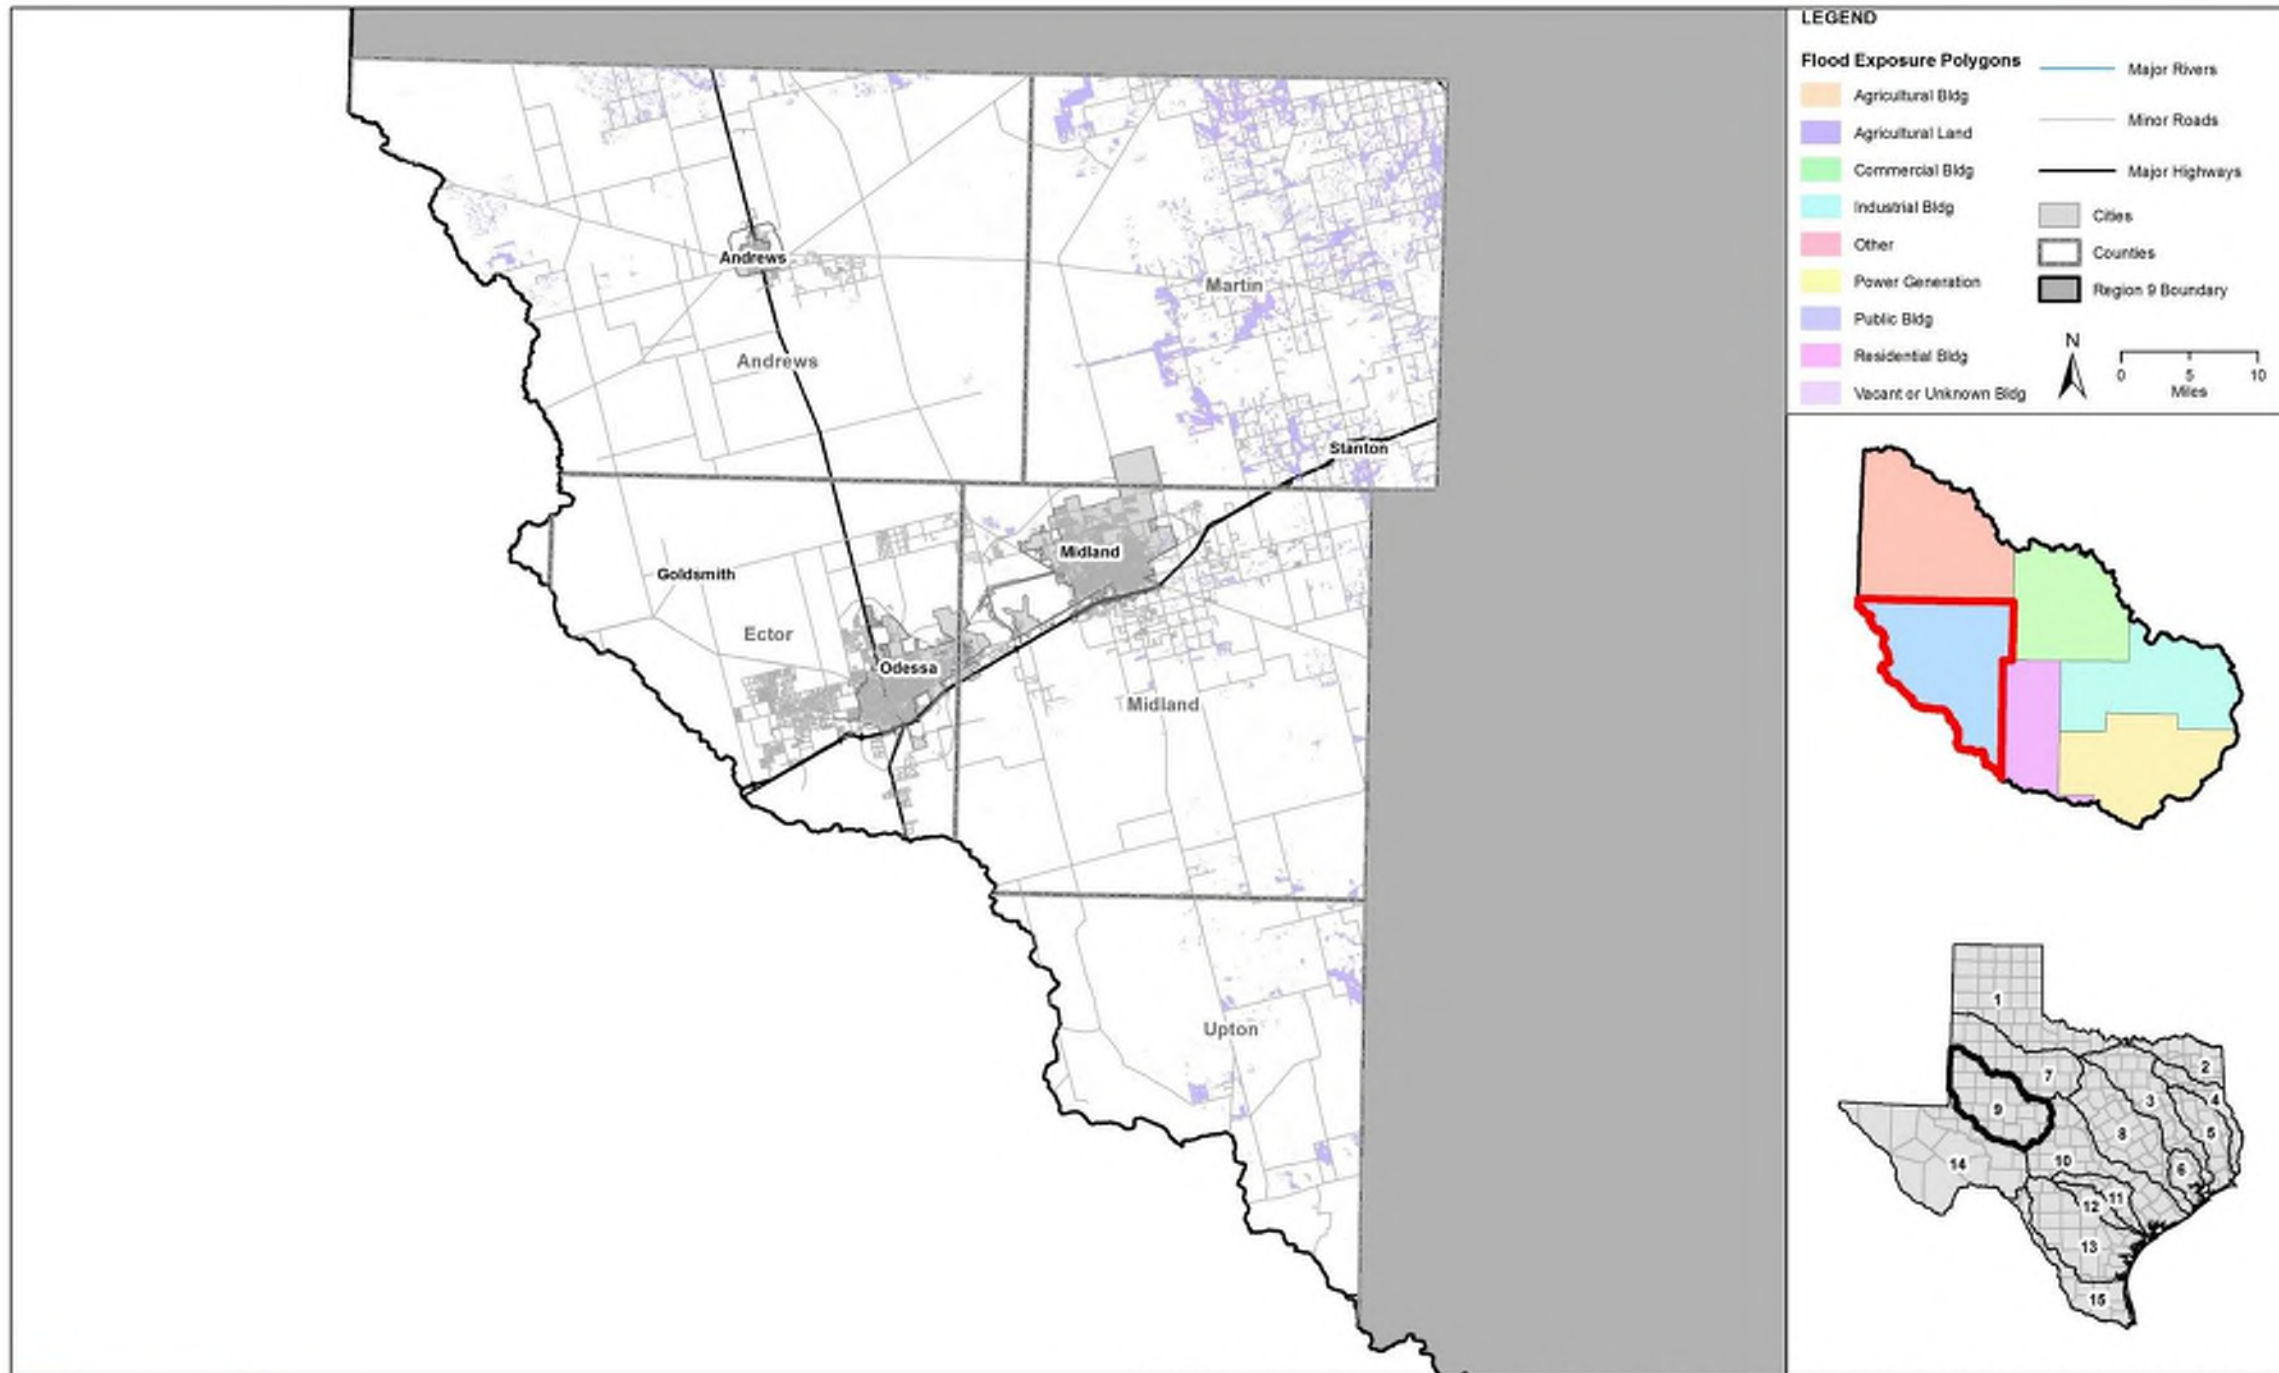 LEGEND
Flood Exposure Polygons
Agricultural Bldg
Agricultural Land
Commercial Bldg
Industrial Bldg
Other
Power Generation
Public Bldg
Residential Bldg
Vacant or Unknown Bldg
Major Rivers
Minor Roads
Major Highways
Cities
Counties
Region 9 Boundary
N
0 5 10
Miles
Andrews
Martin
Andrews
Stanton
Midland
Goldsmith
Ector
Odessa
Midland
Upton
1
2
7
3
4
9
8
5
14
10
6
11
12
13
15